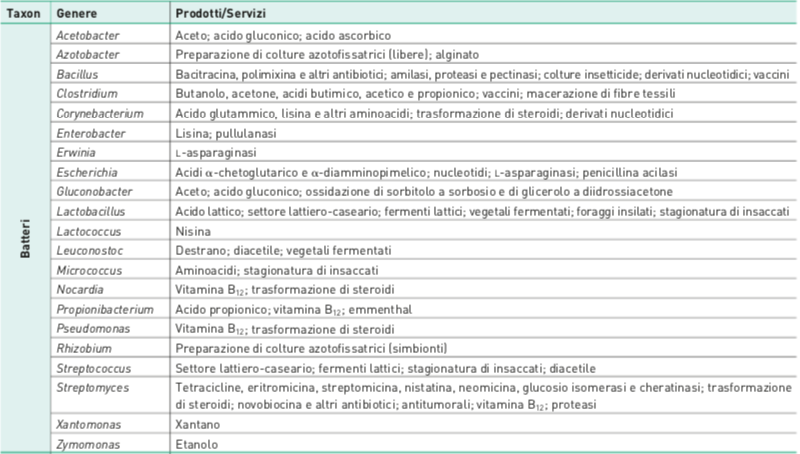 Taxon Genere Prodotti/Servizi
Batteri
Acetobacter Aceto; acido gluconico; acido ascorbico
Azotobacter Preparazione di colture azotofissatrici (libere); alginato
Bacillus Bacitracina, polimixina e altri antibiotici; amilasi, proteasi e pectinasi; colture insetticide; derivati nucleotidici; vaccini
Clostridium Butanolo, acetone, acidi butimico, acetico e propionico; vaccini; macerazione di fibre tessili
Corynebacterium Acido glutammico, lisina e altri aminoacidi; trasformazione di steroidi; derivati nucleotidici
Enterobacter Lisina; pullulanasi
Erwinia L-asparaginasi
Escherichia Acidi α-chetoglutarico e α-diamminopimelico; nucleotidi; L-asparaginasi; penicillina acilasi
Gluconobacter Aceto; acido gluconico; ossidazione di sorbitolo a sorbosio e di glicerolo a diidrossiacetone
Lactobacillus Acido lattico; settore lattiero-caseario; fermenti lattici; vegetali fermentati; foraggi insilati; stagionatura di insaccati
Lactococcus Nisina
Leuconostoc Destrano; diacetile; vegetali fermentati
Micrococcus Aminoacidi; stagionatura di insaccati
Nocardia Vitamina B12; trasformazione di steroidi
Propionibacterium Acido propionico; vitamina B12; emmenthal
Pseudomonas Vitamina B12; trasformazione di steroidi
Rhizobium Preparazione di colture azotofissatrici (simbionti)
Streptococcus Settore lattiero-caseario; fermenti lattici; stagionatura di insaccati; diacetile
Streptomyces Tetracicline, eritromicina, streptomicina, nistatina, neomicina, glucosio isomerasi e cheratinasi; trasformazione
di steroidi; novobiocina e altri antibiotici; antitumorali; vitamina B12; proteasi
Xantomonas Xantano
Zymomonas Etanolo